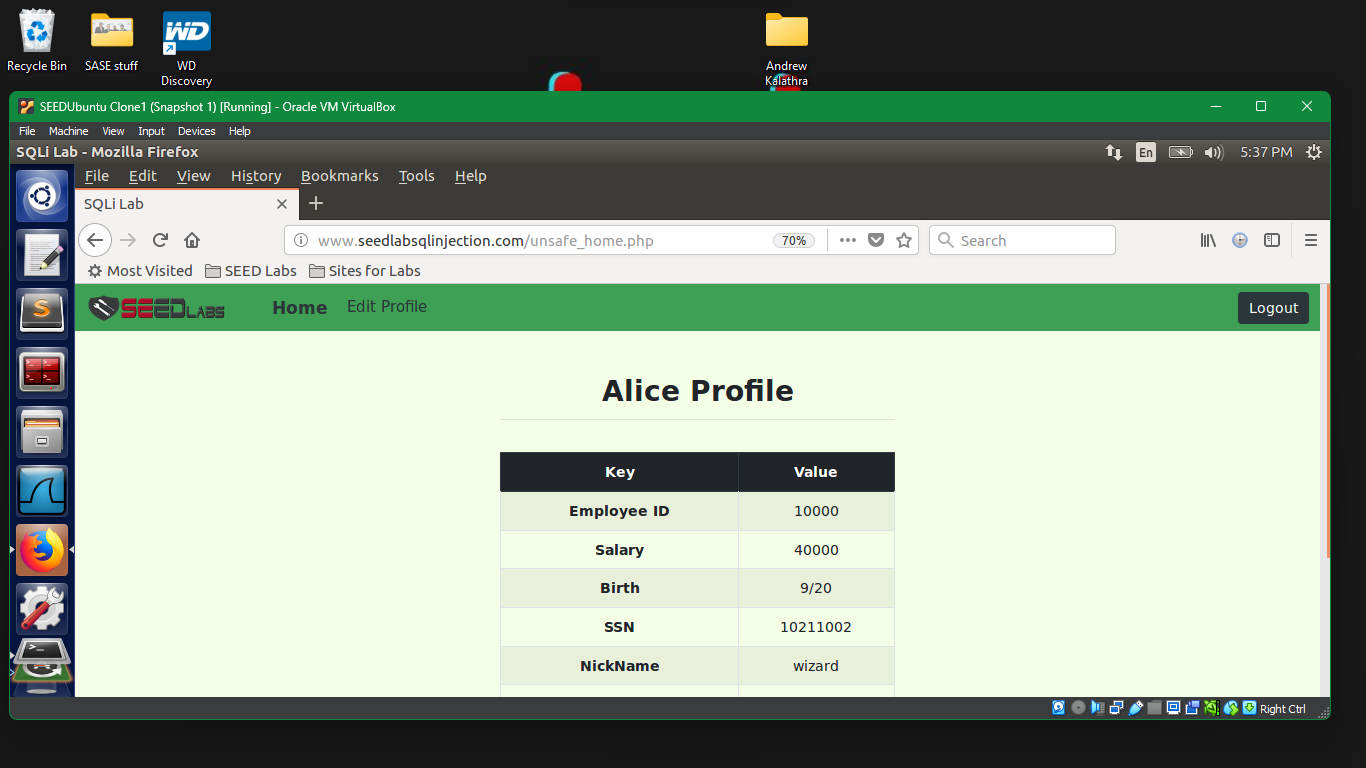 Recycle Bin
SASE stuff
WD
WD
Discovery
Andrew
Kalathra
SEEDUbuntu Clone1 (Snapshot 1) [Running] - Oracle VM VirtualBox
File Machine View Input Devices Help
SQLi Lab - Mozilla Firefox
En
5:37 PM
File Edit View History Bookmarks Tools Help
SQLi Lab
www.seedlabsqlinjection.com/unsafe_home.php
70%
Search
Most Visited
SEED Labs
Sites for Labs
SEEDLABS
Home
Edit Profile
Logout
Alice Profile
Key Value
Employee ID 10000
Salary 40000
Birth 9/20
SSN 10211002
NickName wizard
Right Ctrl